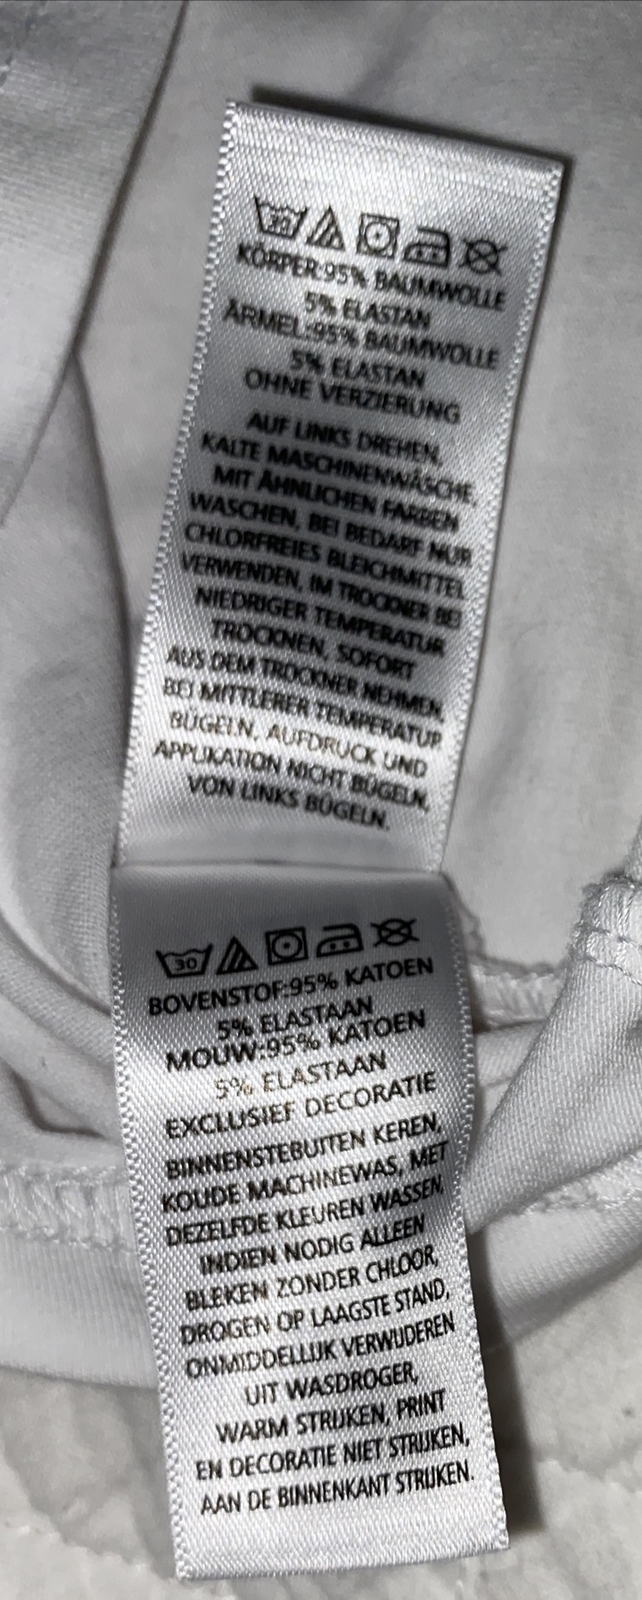 30
KÖRPER:95% BAUMWOLLE
5% ELASTAN
ÄRMEL:95% BAUMWOLLE
5% ELASTAN
OHNE VERZIERUNG
AUF LINKS DREHEN,
KALTE MASCHINENWÄSCHE,
MIT ÄHNLICHEN FARBEN
WASCHEN, BEI BEDARF NUR
CHLORFREIES BLEICHMITTEL
VERWENDEN, IM TROCKNER BEI
NIEDRIGER TEMPERATUR
TROCKNEN, SOFORT
AUS DEM TROCKNER NEHMEN,
BEI MITTLERER TEMPERATUR
BÜGELN, AUFDRUCK UND
APPLIKATION NICHT BÜGELN,
VON LINKS BÜGELN.
30
BOVENSTOF:95% KATOEN
5% ELASTAAN
MOUW:95% KATOEN
5% ELASTAAN
EXCLUSIEF DECORATIE
BINNENSTEBUITEN KEREN,
KOUDE MACHINEWAS, MET
DEZELFDE KLEUREN WASSEN,
INDIEN NODIG ALLEEN
BLEKEN ZONDER CHLOOR,
DROGEN OP LAAGSTE STAND,
ONMIDDELLIJK VERWIJDEREN
UIT WASDROGER,
WARM STRIJKEN, PRINT
EN DECORATIE NIET STRIJKEN,
AAN DE BINNENKANT STRIJKEN.